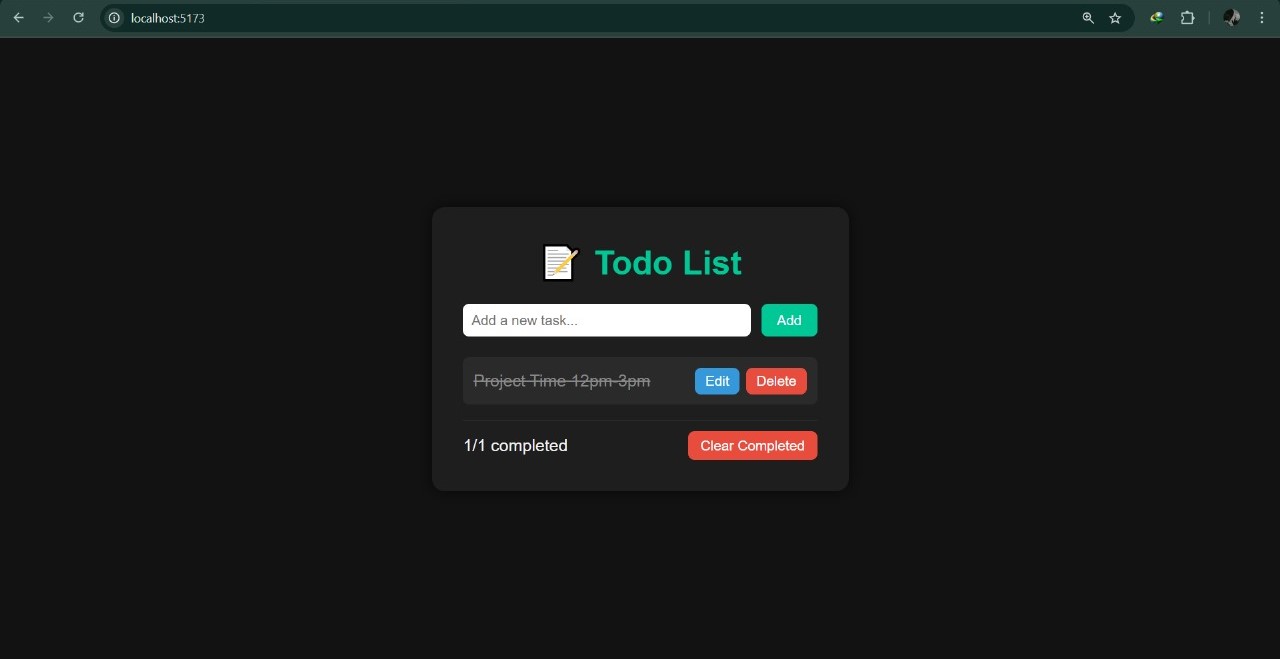 localhost:5173
Todo List
Add a new task...
Add
Project Time 12pm-3pm
Edit
Delete
1/1 completed
Clear Completed